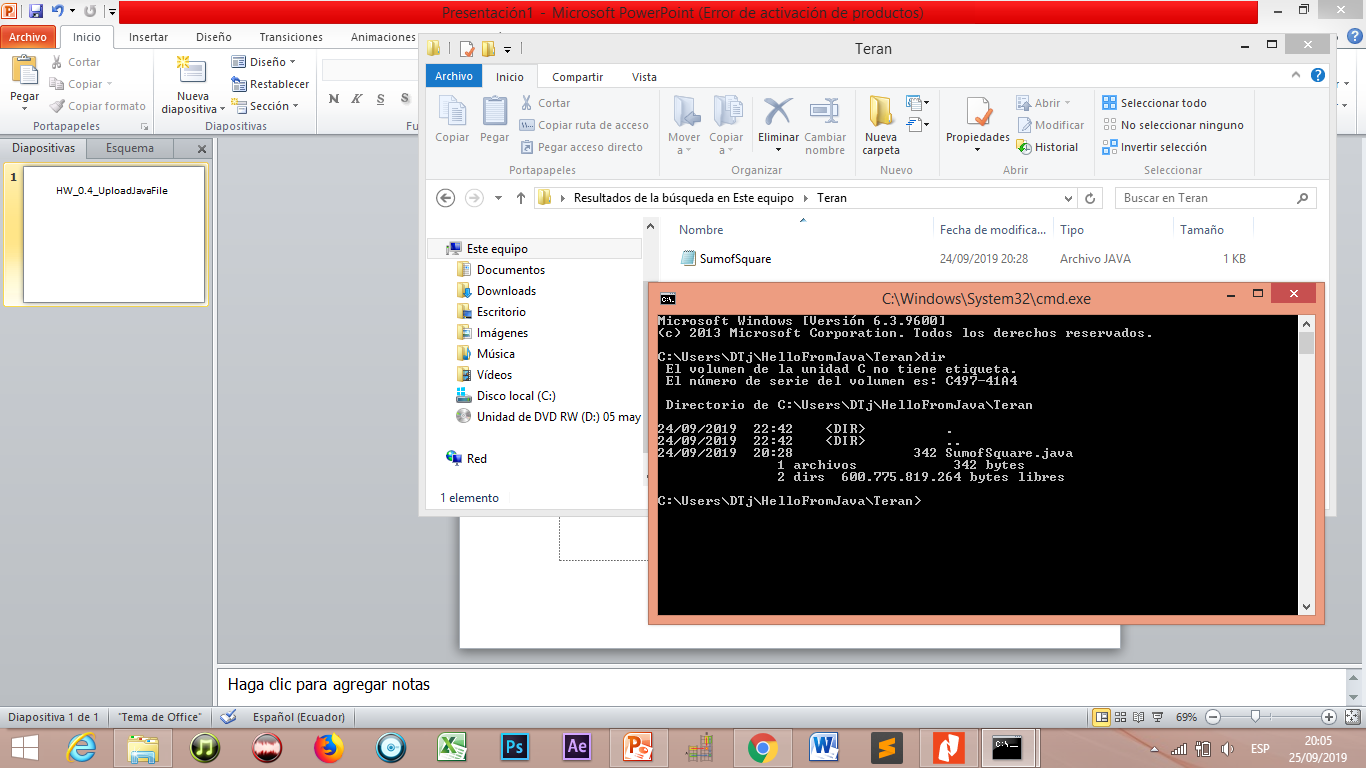 Presentación1 - Microsoft PowerPoint (Error de activación de productos)
Archivo Inicio Insertar Diseño Transiciones Animaciones
Pegar
Cortar
Copiar
Copiar formato
Portapapeles
Nueva
diapositiva
Diseño
Restablecer
Sección
Diapositivas
N K S S
Fu
Diapositivas Esquema
1
HW_0.4_UploadJavaFile
Teran
Archivo Inicio Compartir Vista
Copiar
Pegar
Cortar
Copiar ruta de acceso
Pegar acceso directo
Portapapeles
Mover
a
Copiar
a
Eliminar
Cambiar
nombre
Organizar
Nueva
carpeta
Nuevo
Propiedades
Abrir
Modificar
Historial
Abrir
Seleccionar todo
No seleccionar ninguno
Invertir selección
Seleccionar
Resultados de la búsqueda en Este equipo Teran
Buscar en Teran
Nombre Fecha de modifica... Tipo Tamaño
SumofSquare 24/09/2019 20:28 Archivo JAVA 1 KB
Este equipo
Documentos
Downloads
Escritorio
Imágenes
Música
Vídeos
Disco local (C:)
Unidad de DVD RW (D:) 05 may
Red
1 elemento
C:\Windows\System32\cmd.exe
Microsoft Windows [Versión 6.3.9600]
(c) 2013 Microsoft Corporation. Todos los derechos reservados.
C:\Users\DTj\HelloFromJava\Teran>dir
El volumen de la unidad C no tiene etiqueta.
El número de serie del volumen es: C497-41A4
Directorio de C:\Users\DTj\HelloFromJava\Teran
24/09/2019 22:42 <DIR> .
24/09/2019 22:42 <DIR> ..
24/09/2019 20:28 342 SumofSquare.java
1 archivos 342 bytes
2 dirs 600.775.819.264 bytes libres
C:\Users\DTj\HelloFromJava\Teran>
Haga clic para agregar notas
Diapositiva 1 de 1 "Tema de Office" Español (Ecuador) 69%
Ps Ae
ESP
20:05
25/09/2019